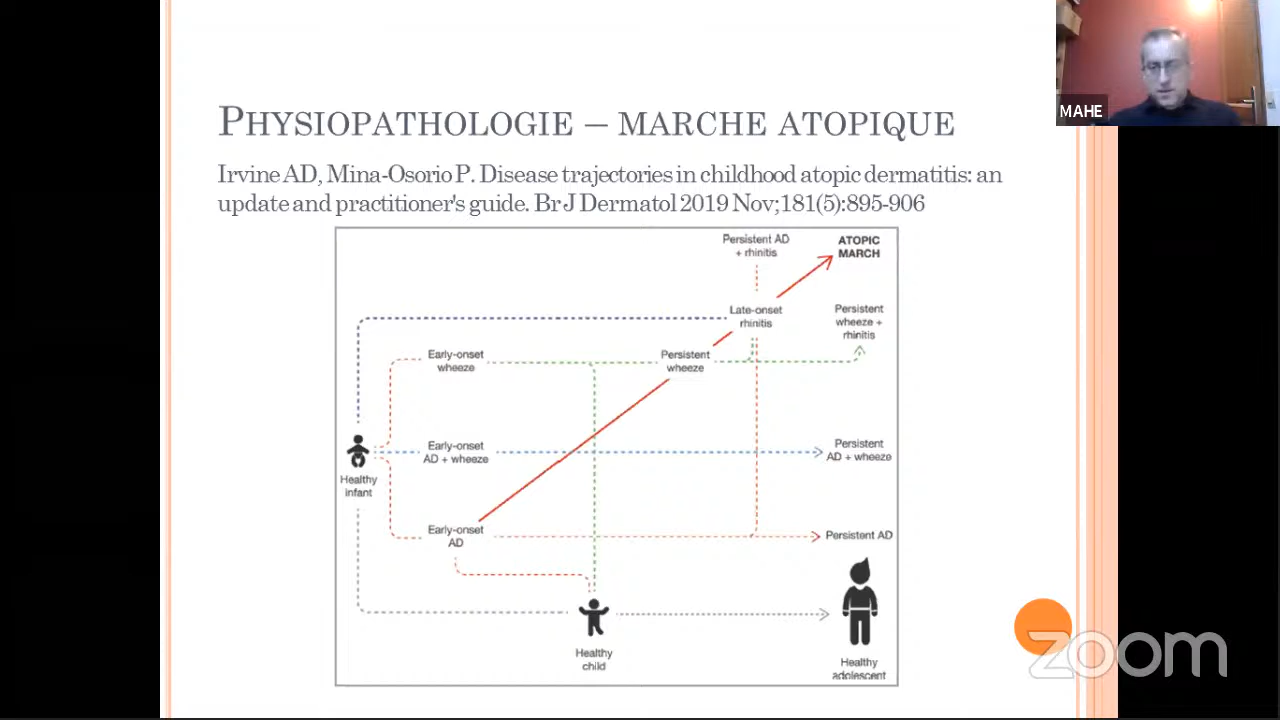 PHYSIOPATHOLOGIE – MARCHE ATOPIQUE
Irvine AD, Mina-Osorio P. Disease trajectories in childhood atopic dermatitis: an
update and practitioner's guide. Br J Dermatol 2019 Nov;181(5):895-906
MAHE
Persistent AD
+ rhinitis
ATOPIC
MARCH
Late-onset
rhinitis
Persistent
wheeze +
rhinitis
Early-onset
wheeze
Persistent
wheeze
Healthy
infant
Early-onset
AD + wheeze
Persistent
AD + wheeze
Early-onset
AD
Persistent AD
Healthy
child
Healthy
adolescent
zoom